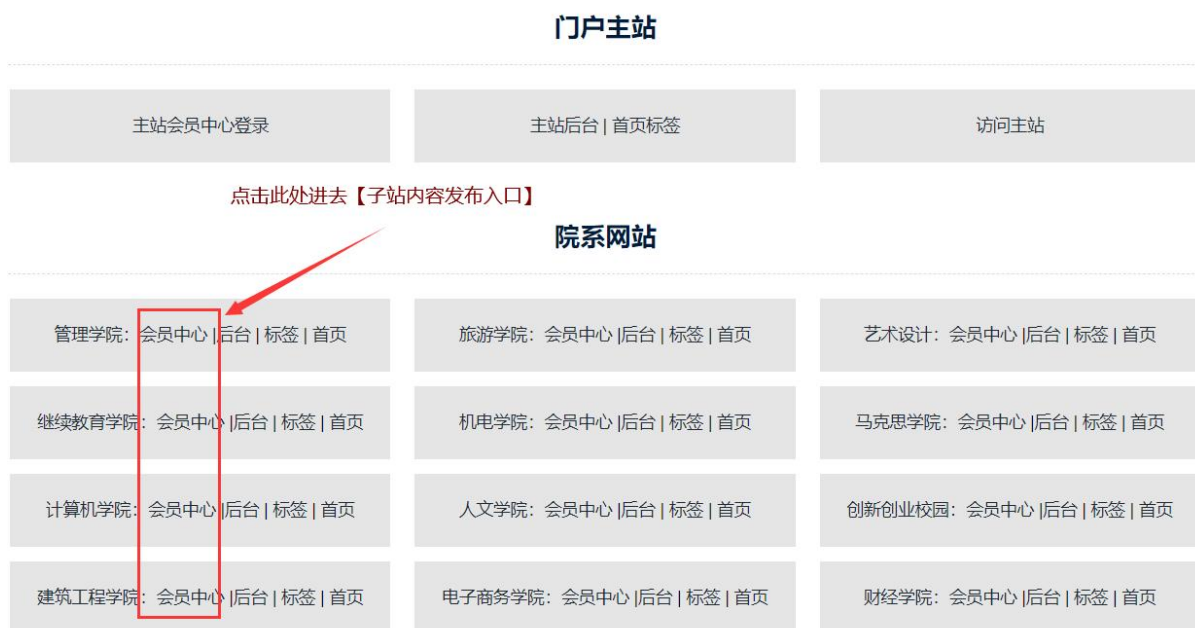 门户主站
主站会员中心登录
主站后台 | 首页标签
访问主站
点击此处进去【子站内容发布入口】
院系网站
管理学院：会员中心 |后台 | 标签 | 首页
旅游学院：会员中心 |后台 | 标签 | 首页
艺术设计：会员中心 |后台 | 标签 | 首页
继续教育学院：会员中心 |后台 | 标签 | 首页
机电学院：会员中心 |后台 | 标签 | 首页
马克思学院：会员中心 |后台 | 标签 | 首页
计算机学院：会员中心 |后台 | 标签 | 首页
人文学院：会员中心 |后台 | 标签 | 首页
创新创业校园：会员中心 |后台 | 标签 | 首页
建筑工程学院：会员中心 |后台 | 标签 | 首页
电子商务学院：会员中心 |后台 | 标签 | 首页
财经学院：会员中心 |后台 | 标签 | 首页